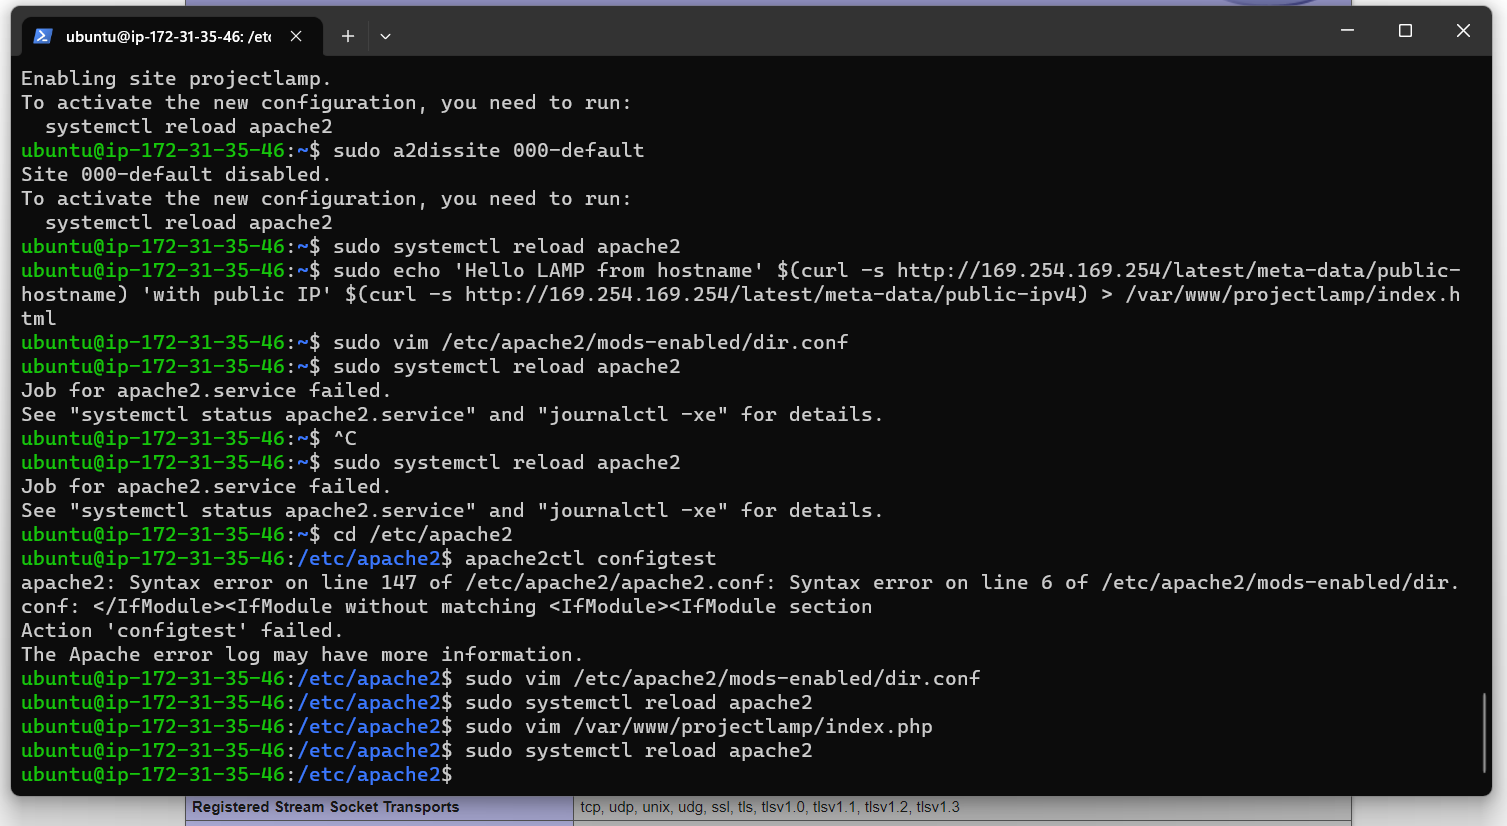 ubuntu@ip-172-31-35-46: /etc
Enabling site projectlamp.
To activate the new configuration, you need to run:
  systemctl reload apache2
ubuntu@ip-172-31-35-46:~$ sudo a2dissite 000-default
Site 000-default disabled.
To activate the new configuration, you need to run:
  systemctl reload apache2
ubuntu@ip-172-31-35-46:~$ sudo systemctl reload apache2
ubuntu@ip-172-31-35-46:~$ sudo echo 'Hello LAMP from hostname' $(curl -s http://169.254.169.254/latest/meta-data/public-
hostname) 'with public IP' $(curl -s http://169.254.169.254/latest/meta-data/public-ipv4) > /var/www/projectlamp/index.h
tml
ubuntu@ip-172-31-35-46:~$ sudo vim /etc/apache2/mods-enabled/dir.conf
ubuntu@ip-172-31-35-46:~$ sudo systemctl reload apache2
Job for apache2.service failed.
See "systemctl status apache2.service" and "journalctl -xe" for details.
ubuntu@ip-172-31-35-46:~$ ^C
ubuntu@ip-172-31-35-46:~$ sudo systemctl reload apache2
Job for apache2.service failed.
See "systemctl status apache2.service" and "journalctl -xe" for details.
ubuntu@ip-172-31-35-46:~$ cd /etc/apache2
ubuntu@ip-172-31-35-46:/etc/apache2$ apache2ctl configtest
apache2: Syntax error on line 147 of /etc/apache2/apache2.conf: Syntax error on line 6 of /etc/apache2/mods-enabled/dir.
conf: </IfModule><IfModule without matching <IfModule><IfModule section
Action 'configtest' failed.
The Apache error log may have more information.
ubuntu@ip-172-31-35-46:/etc/apache2$ sudo vim /etc/apache2/mods-enabled/dir.conf
ubuntu@ip-172-31-35-46:/etc/apache2$ sudo systemctl reload apache2
ubuntu@ip-172-31-35-46:/etc/apache2$ sudo vim /var/www/projectlamp/index.php
ubuntu@ip-172-31-35-46:/etc/apache2$ sudo systemctl reload apache2
ubuntu@ip-172-31-35-46:/etc/apache2$
Registered Stream Socket Transports tcp, udp, unix, udg, ssl, tls, tlsv1.0, tlsv1.1, tlsv1.2, tlsv1.3